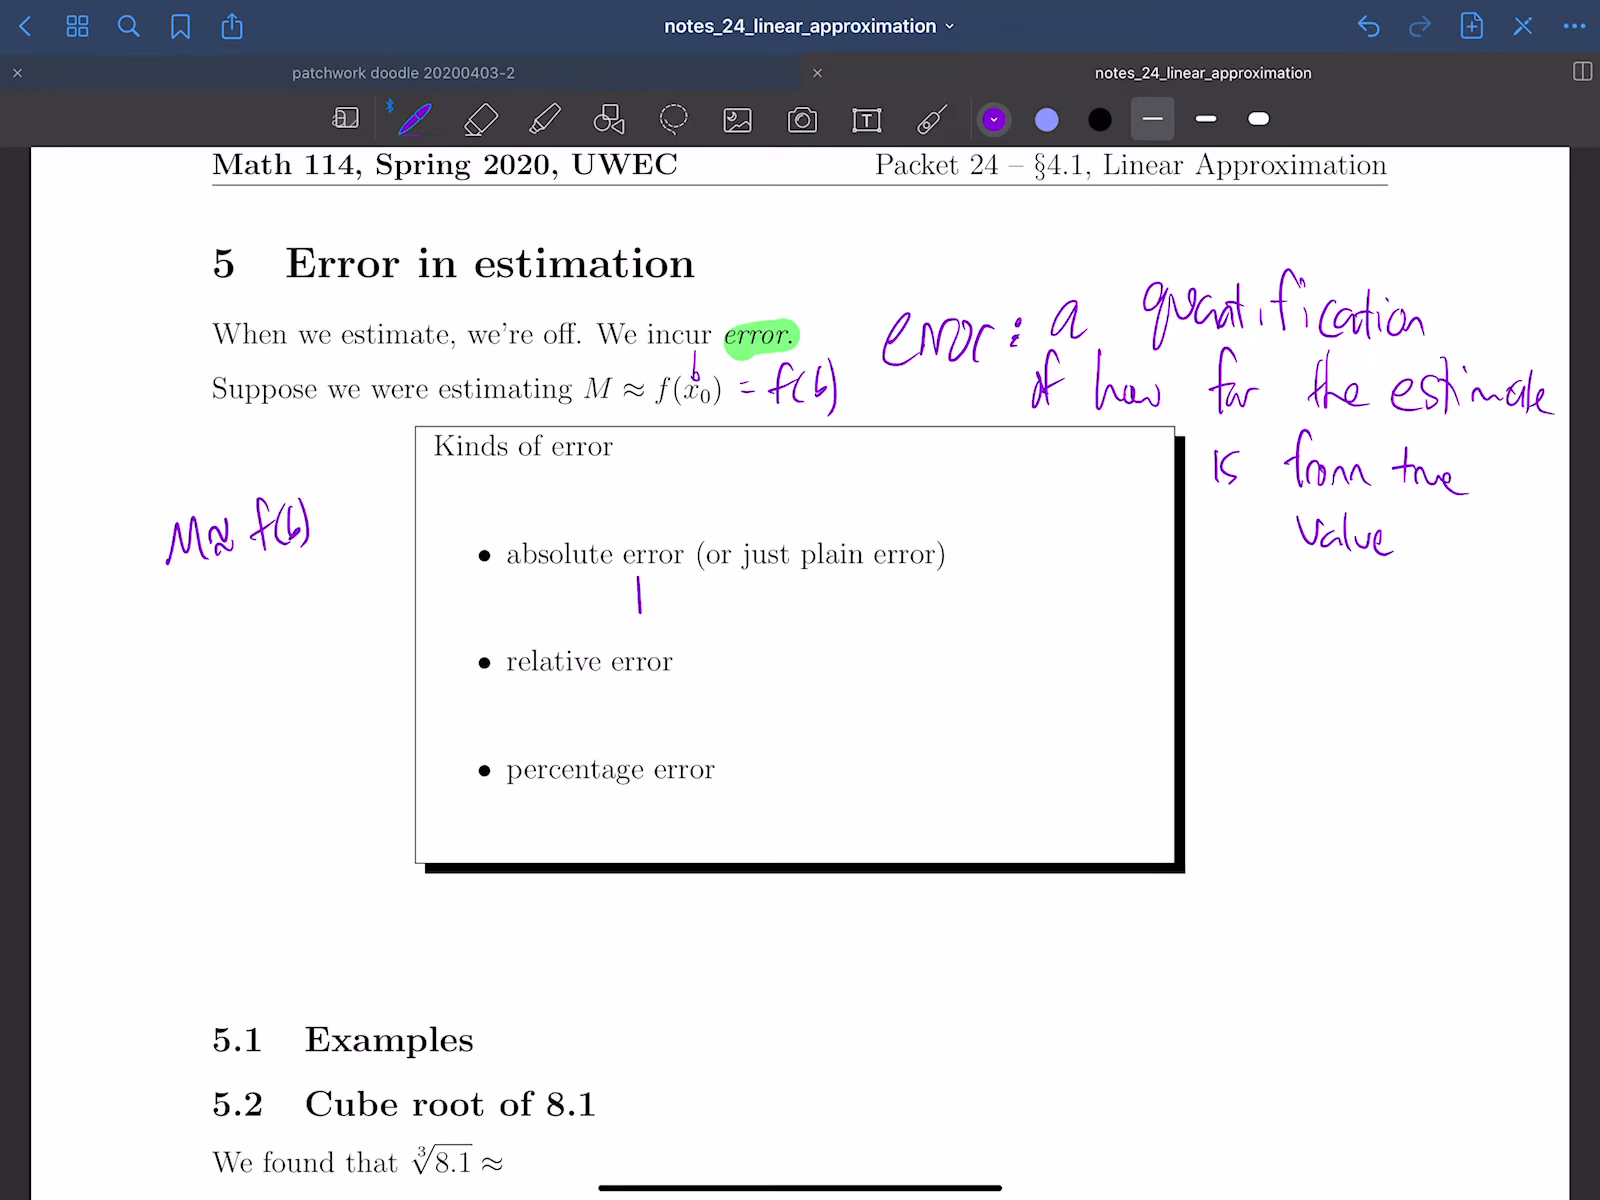 notes_24_linear_approximation
patchwork doodle 20200403-2
notes_24_linear_approximation
Math 114, Spring 2020, UWEC
Packet 24 – §4.1, Linear Approximation
5 Error in estimation
When we estimate, we're off. We incur error.
error: a quantification
of how far the estimate
is from true
value
Suppose we were estimating M ≈ f(x₀) = f(b)
b
Kinds of error
M ≈ f(b)
• absolute error (or just plain error)
|
• relative error
• percentage error
5.1 Examples
5.2 Cube root of 8.1
We found that ∛8.1 ≈